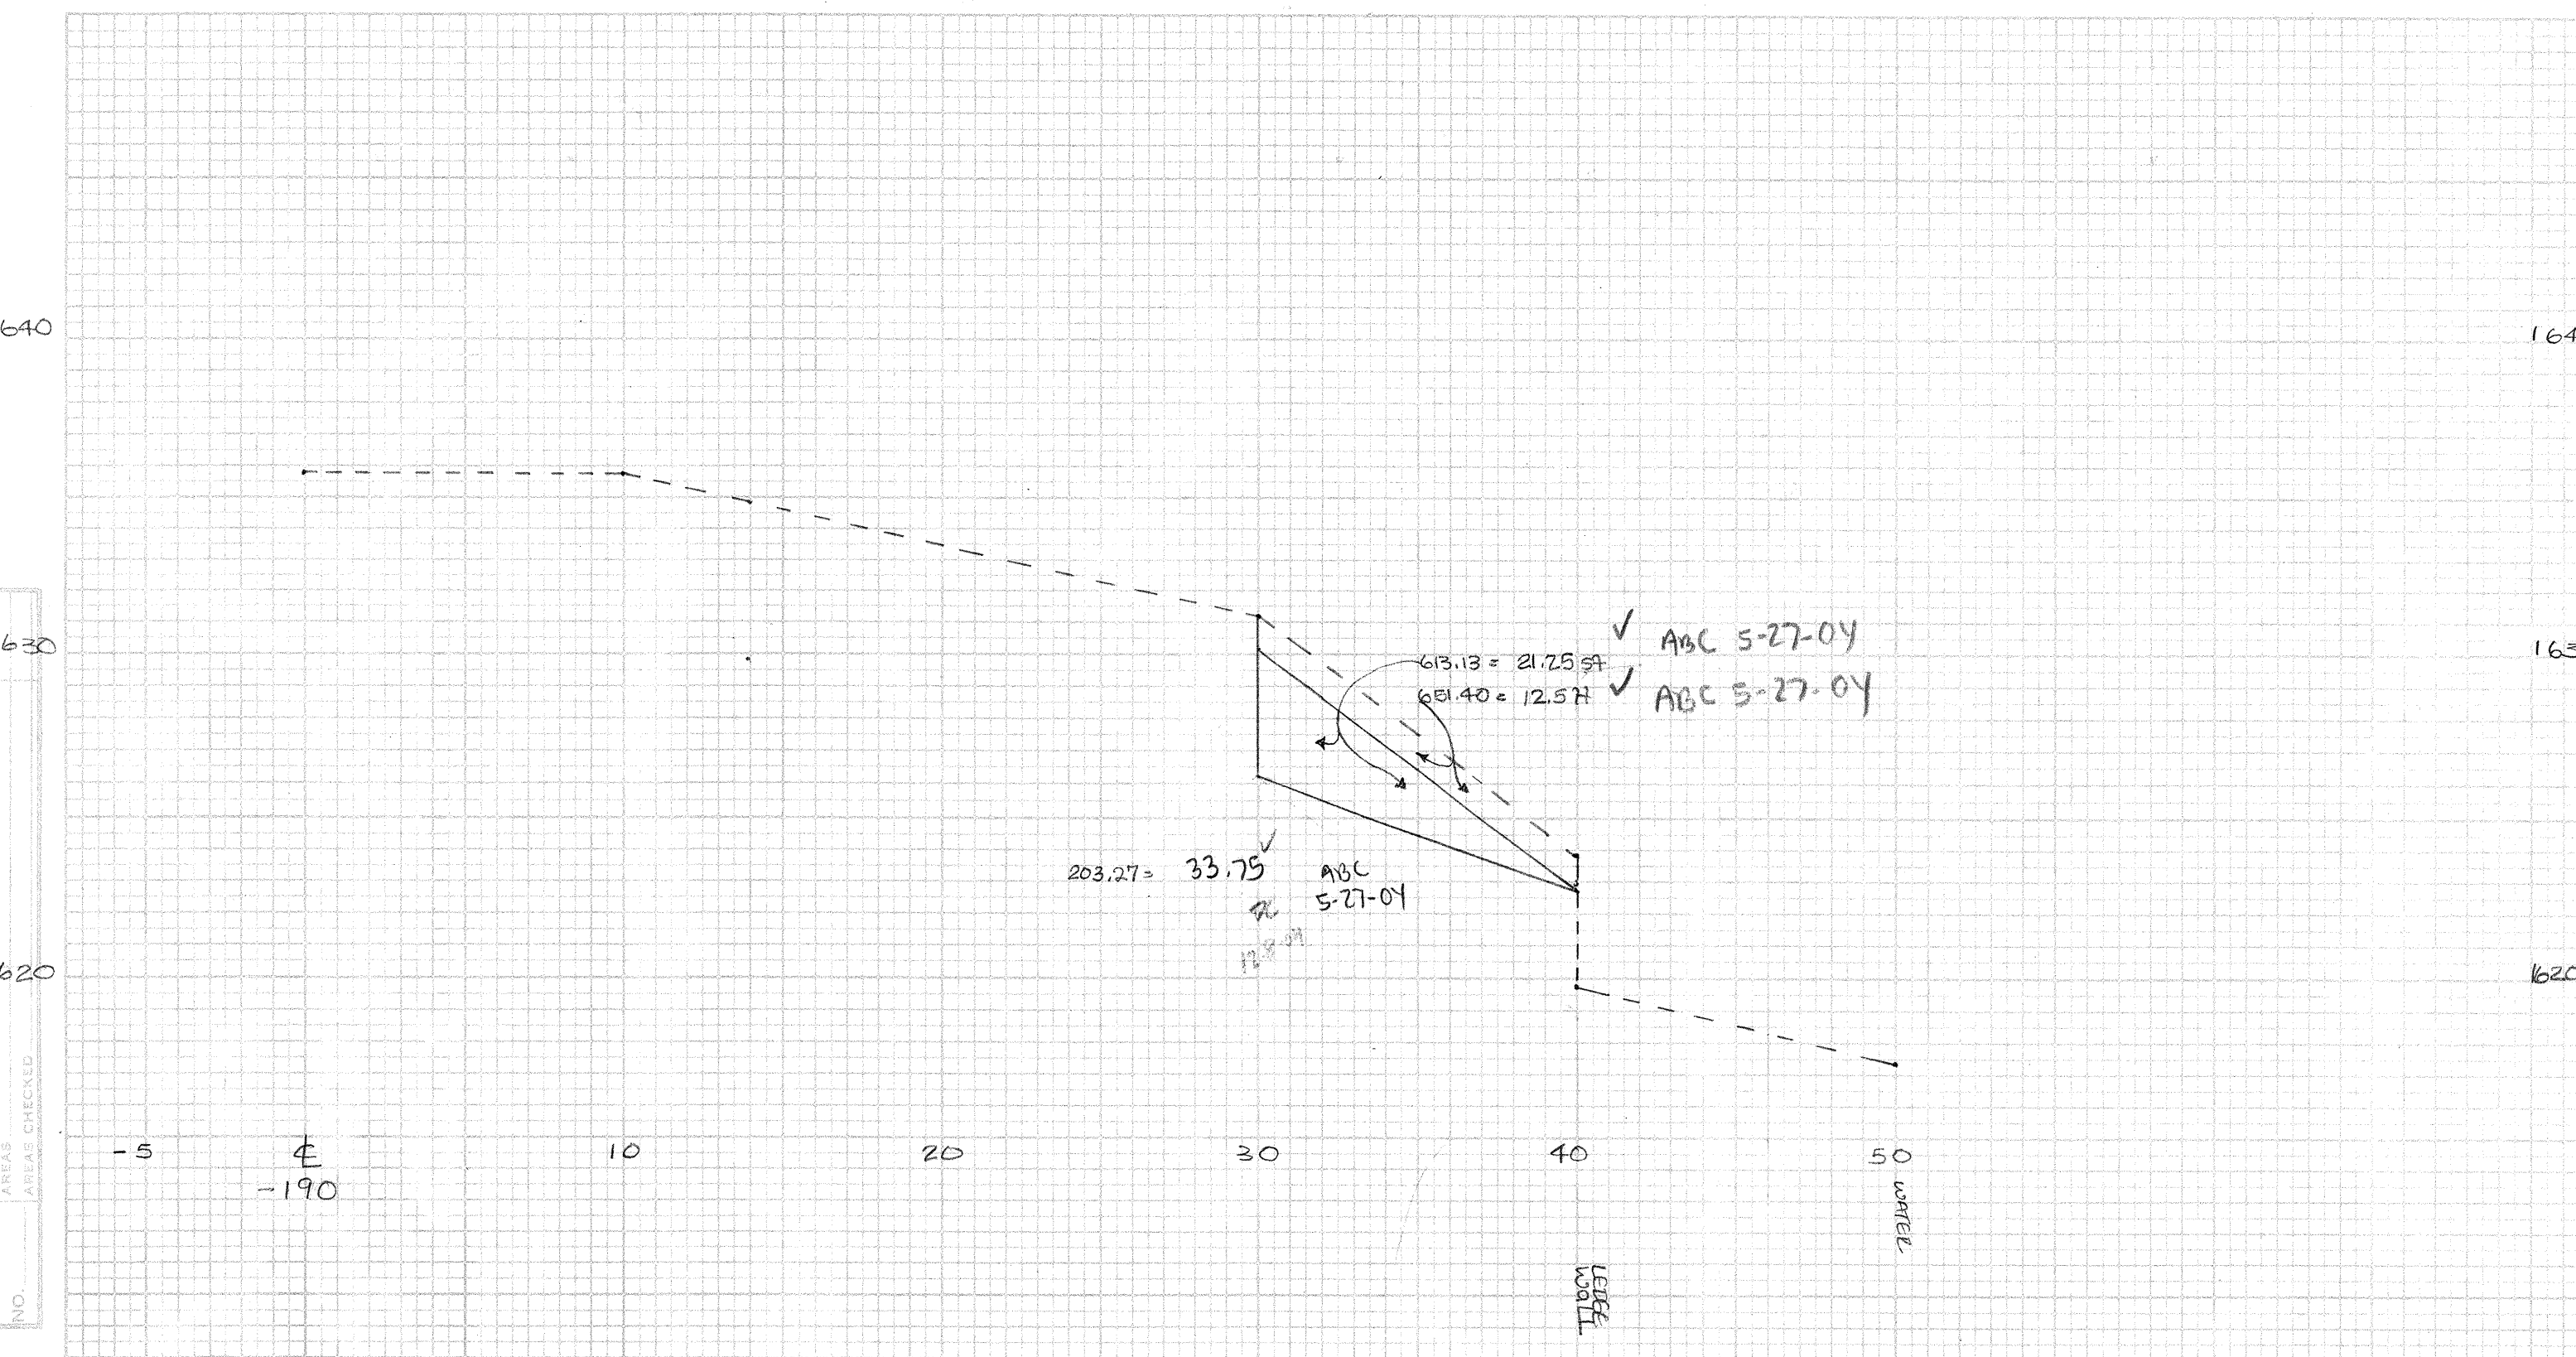 640
164
630
163
✓ ABC 5-27-04
613.13 = 21.25 SF
651.40 = 12.5
✓ ABC 5-27-04
203.27 = 33.75 ✓
ABC
5-27-04
620
1620
-5
℄
10
20
30
40
50
-190
WATER
LEDGE
WALL
AREAS
AREAS CHECKED
NO.